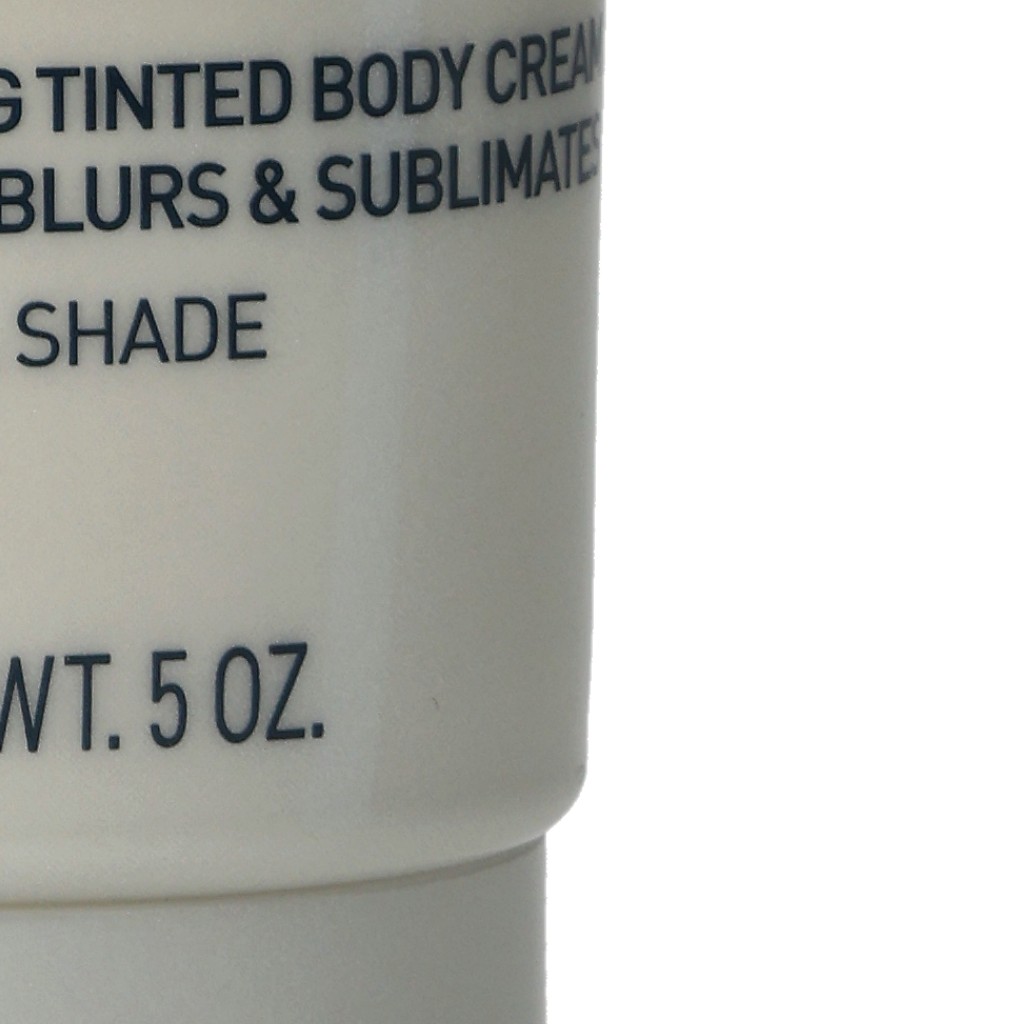 G TINTED BODY CREAM
BLURS & SUBLIMATES
SHADE
WT. 5 OZ.